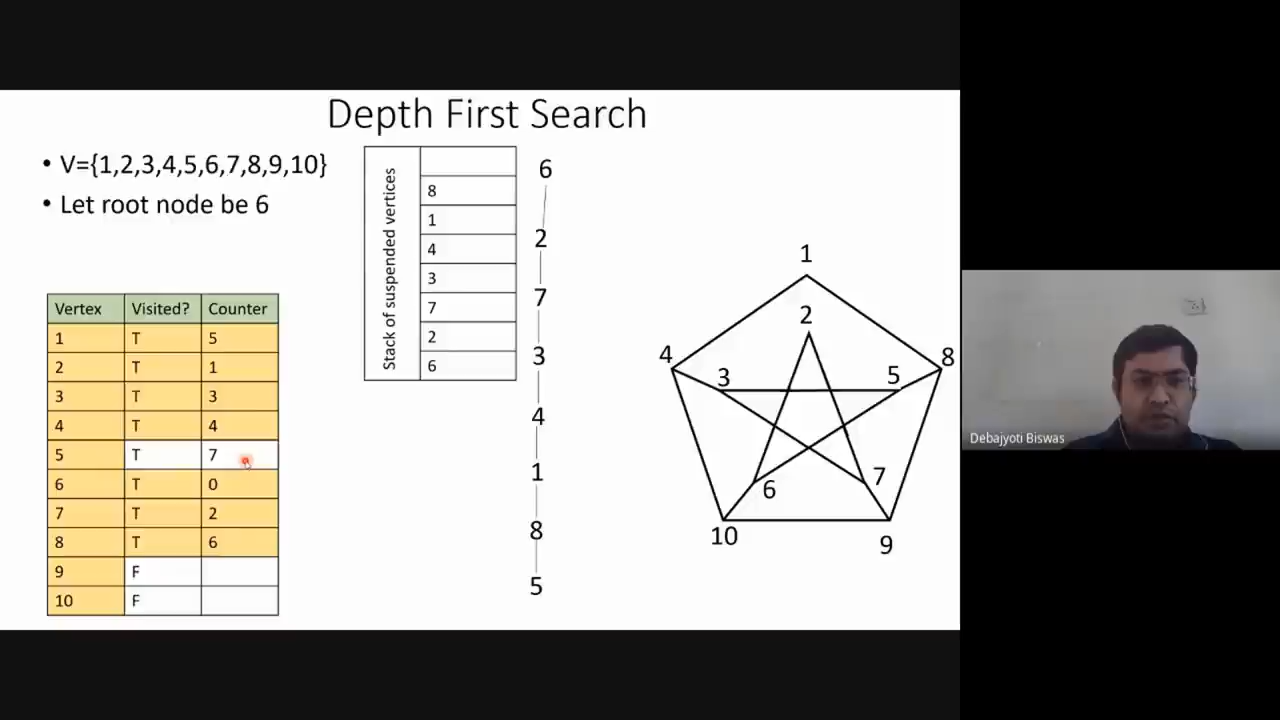 Depth First Search
• V={1,2,3,4,5,6,7,8,9,10}
• Let root node be 6
Vertex Visited? Counter
1 T 5
2 T 1
3 T 3
4 T 4
5 T 7
6 T 0
7 T 2
8 T 6
9 F
10 F
Stack of suspended vertices
8
1
4
3
7
2
6
6
2
7
3
4
1
8
5
1
2
4
3
5
8
6
7
10
9
Debajyoti Biswas